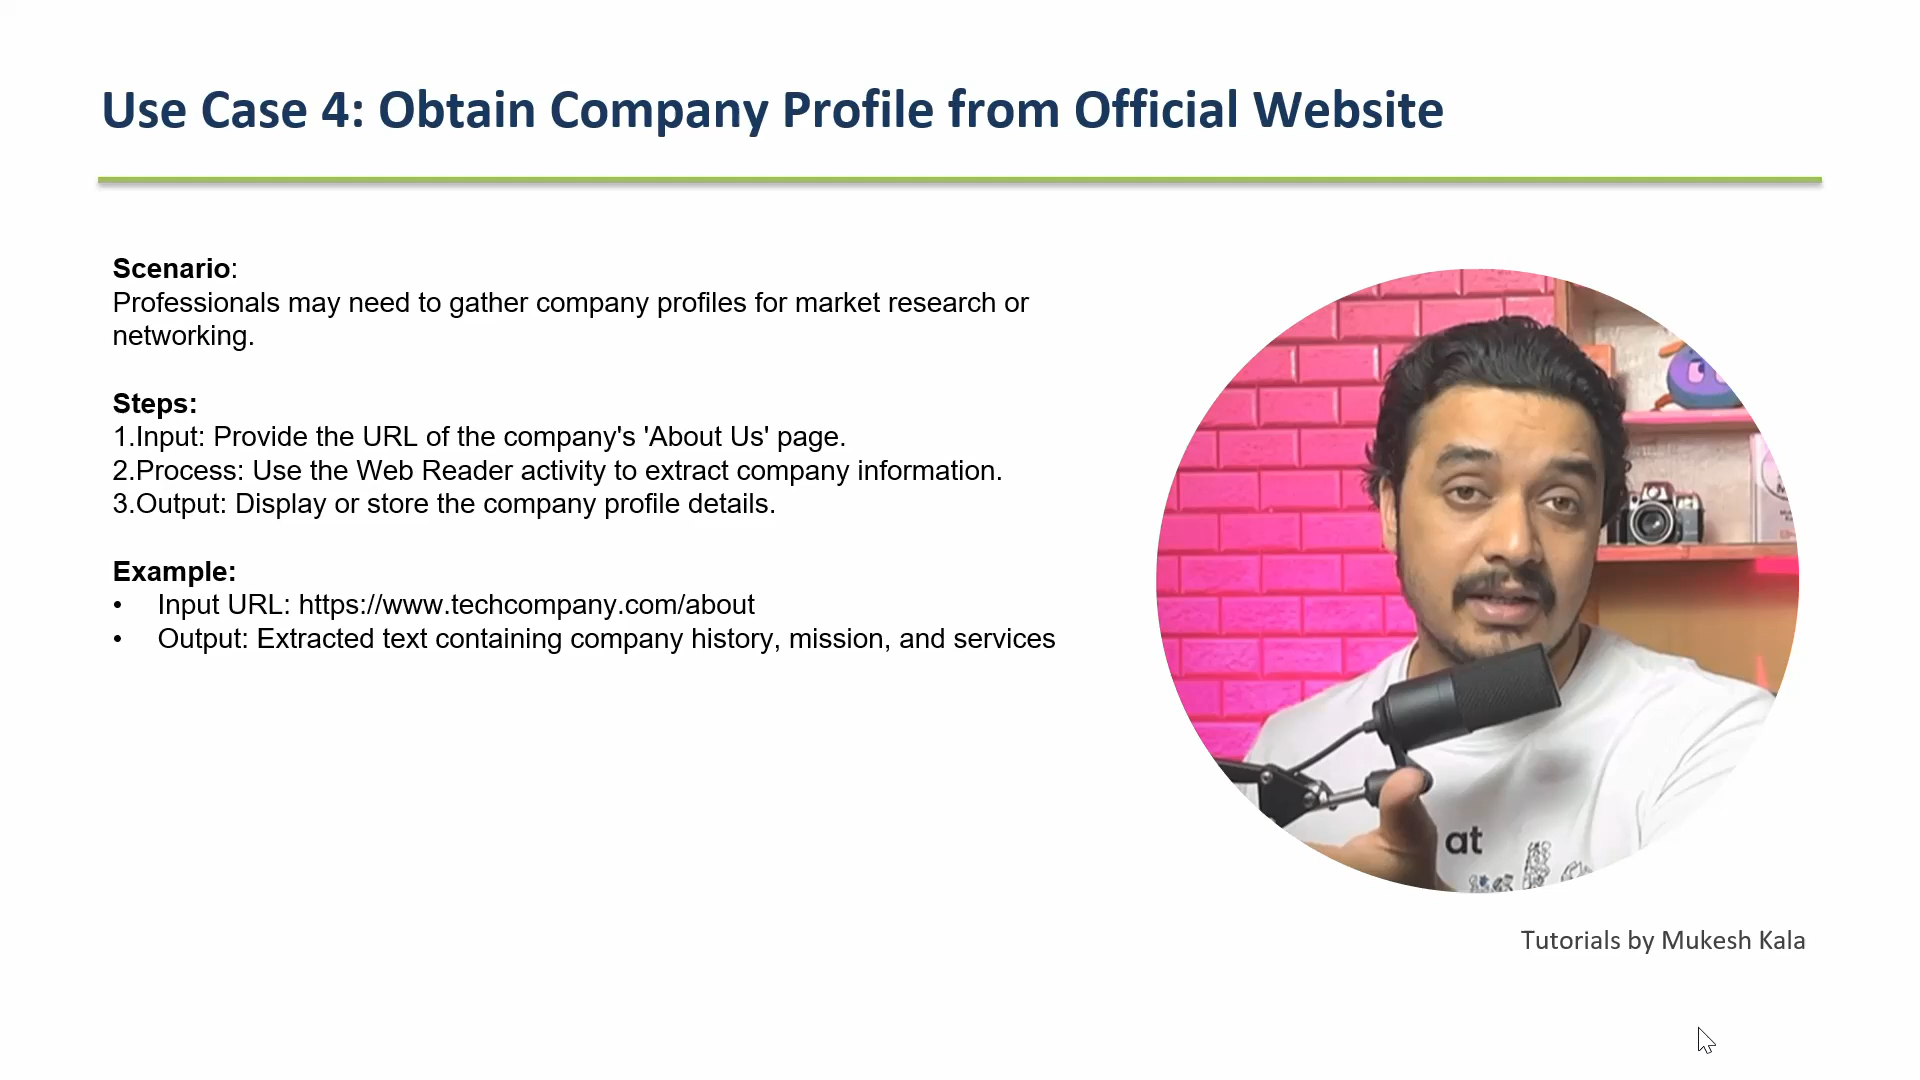 Use Case 4: Obtain Company Profile from Official Website
Scenario:
Professionals may need to gather company profiles for market research or
networking.
Steps:
1.Input: Provide the URL of the company's 'About Us' page.
2.Process: Use the Web Reader activity to extract company information.
3.Output: Display or store the company profile details.
Example:
• Input URL: https://www.techcompany.com/about
• Output: Extracted text containing company history, mission, and services
at
Tutorials by Mukesh Kala